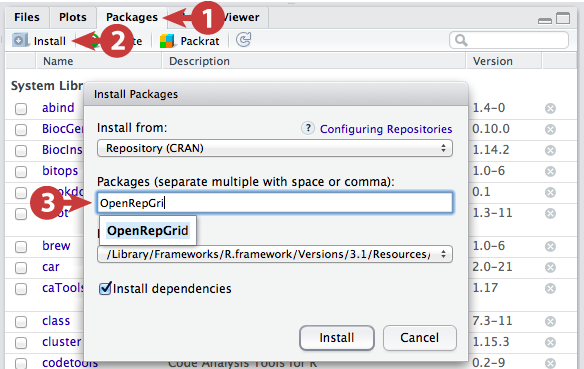 Files Plots Packages Viewer
1
Install 2 Packrat
Name Description Version
System Libr
abind 1.4-0
BiocGen 0.10.0
BiocIns 1.14.2
bitops 1.0-6
0.1
1.3-11
brew 1.0-6
car 2.0-21
caTools 1.17
class 7.3-11
cluster 1.15.3
codetools Code Analysis Tools for R 0.2-9
Install Packages
Install from: ? Configuring Repositories
Repository (CRAN)
Packages (separate multiple with space or comma):
3 OpenRepGri
OpenRepGrid
/Library/Frameworks/R.framework/Versions/3.1/Resources/
Install dependencies
Install Cancel